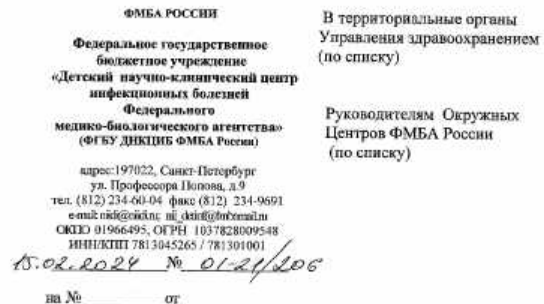 ФМБА РОССИИ
Федеральное государственное
бюджетное учреждение
«Детский научно-клинический центр
инфекционных болезней
Федерального
медико-биологического агентства»
(ФГБУ ДНКЦИБ ФМБА России)
адрес:197022, Санкт-Петербург
ул. Профессора Попова, д.9
тел. (812) 234-60-04 факс (812) 234-9691
e-mail:
ОКПО 01966495, ОГРН 1037828009548
ИНН/КПП 7813045265 / 781301001
15.02.2024 № 01-21/206
на № от
В территориальные органы
Управления здравоохранением
(по списку)
Руководителям Окружных
Центров ФМБА России
(по списку)